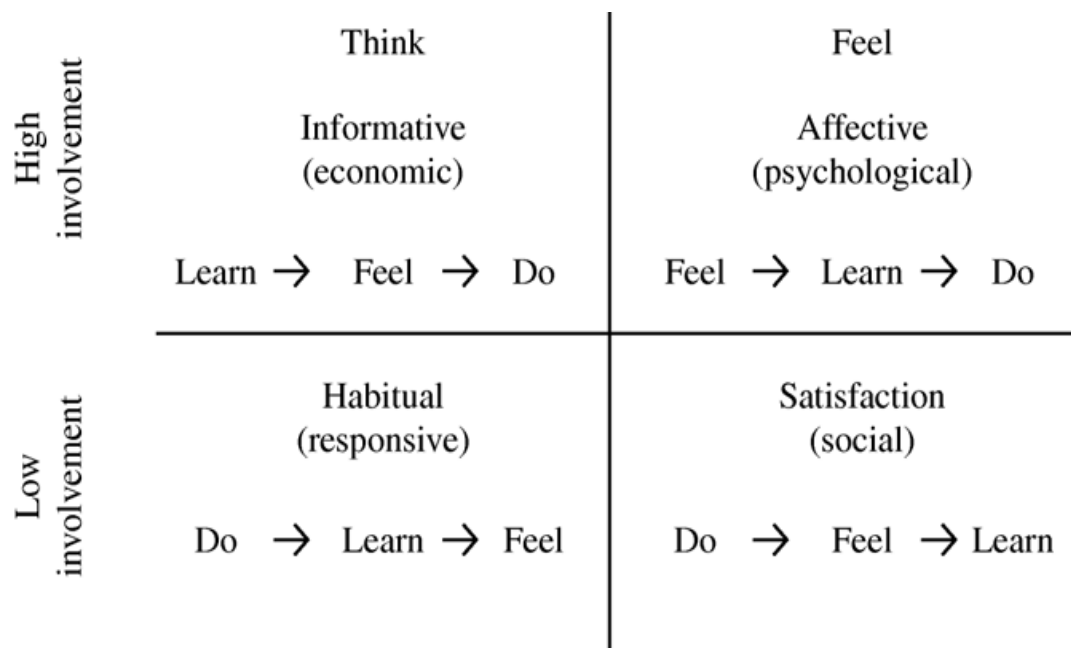 Think
Feel
High
involvement
Informative
(economic)
Affective
(psychological)
Learn → Feel → Do
Feel → Learn → Do
Low
involvement
Habitual
(responsive)
Satisfaction
(social)
Do → Learn → Feel
Do → Feel → Learn